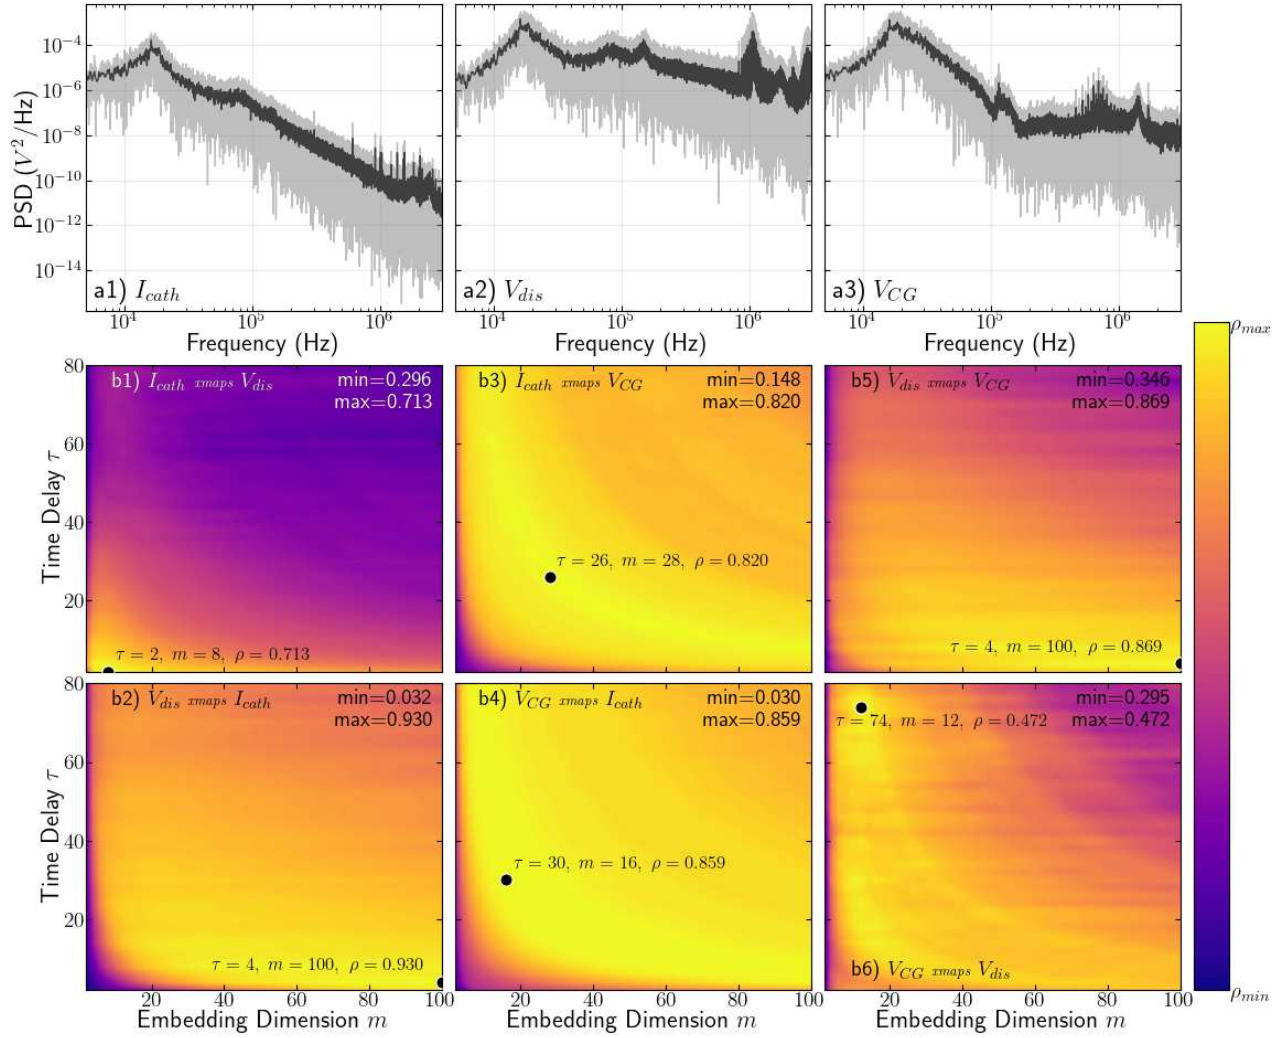 PSD (V²/Hz)
10⁻⁴
10⁻⁶
10⁻⁸
10⁻¹⁰
10⁻¹²
10⁻¹⁴
a1) I_cath
a2) V_dis
a3) V_CG
10⁴ 10⁵ 10⁶
10⁴ 10⁵ 10⁶
10⁴ 10⁵ 10⁶
Frequency (Hz)
Frequency (Hz)
Frequency (Hz)
ρ_max
ρ_min
Time Delay τ
80
60
40
20
b1) I_cath xmaps V_dis
min=0.296
max=0.713
τ = 2, m = 8, ρ = 0.713
b3) I_cath xmaps V_CG
min=0.148
max=0.820
τ = 26, m = 28, ρ = 0.820
b5) V_dis xmaps V_CG
min=0.346
max=0.869
τ = 4, m = 100, ρ = 0.869
Time Delay τ
80
60
40
20
b2) V_dis xmaps I_cath
min=0.032
max=0.930
τ = 4, m = 100, ρ = 0.930
b4) V_CG xmaps I_cath
min=0.030
max=0.859
τ = 30, m = 16, ρ = 0.859
min=0.295
max=0.472
τ = 74, m = 12, ρ = 0.472
b6) V_CG xmaps V_dis
20 40 60 80 100
20 40 60 80 100
20 40 60 80 100
Embedding Dimension m
Embedding Dimension m
Embedding Dimension m